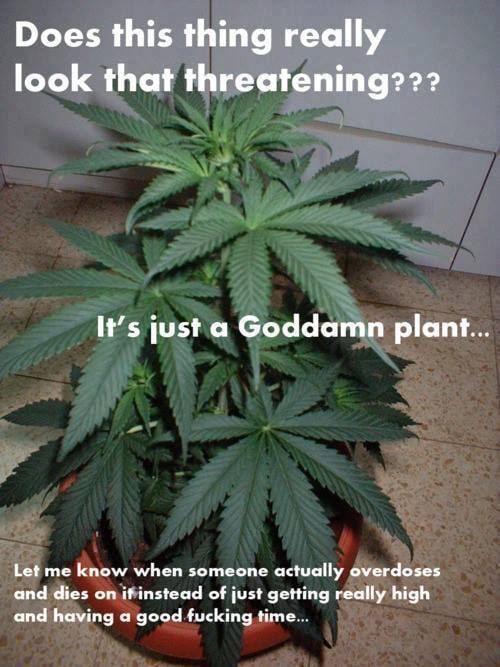 Does this thing really
look that threatening???
It's just a Goddamn plant...
Let me know when someone actually overdoses
and dies on it instead of just getting really high
and having a good fucking time...